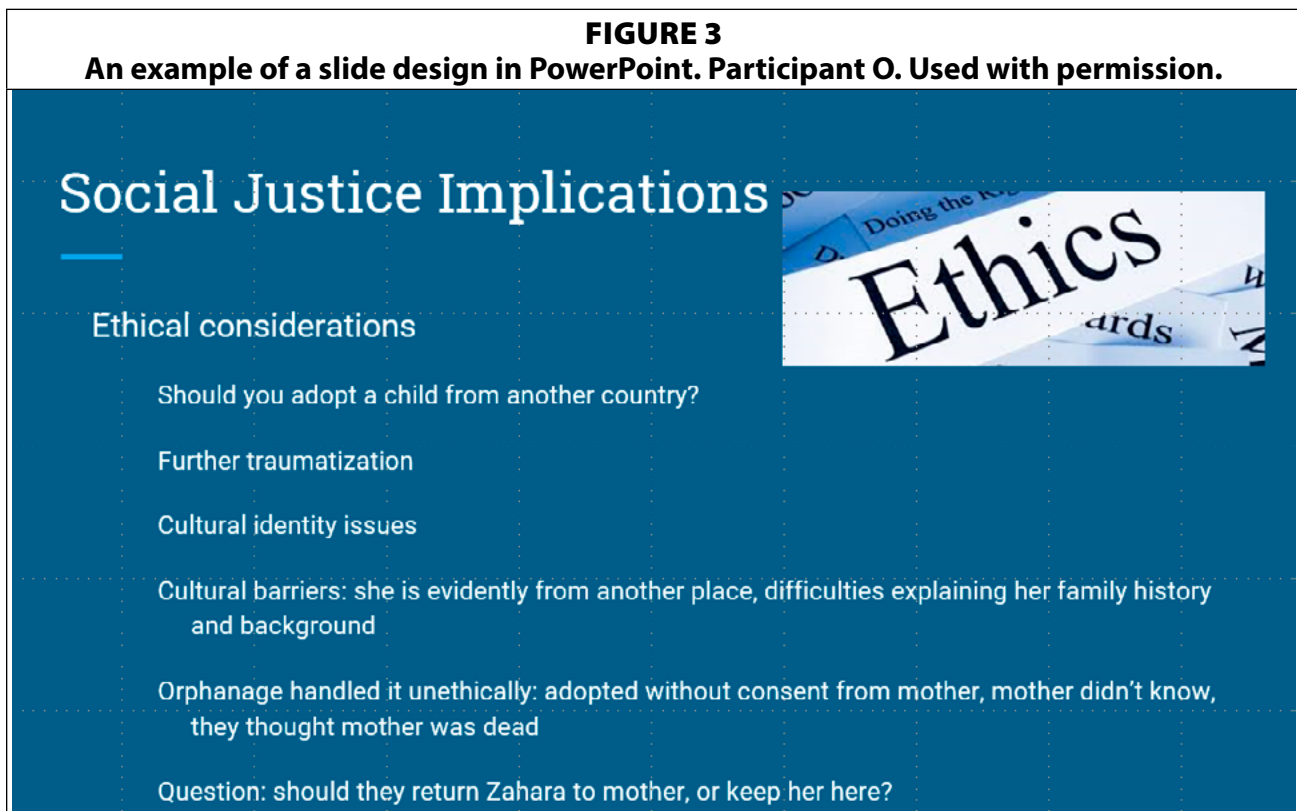 FIGURE 3
An example of a slide design in PowerPoint. Participant O. Used with permission.
Social Justice Implications
Doing the
Ethics
ards
Ethical considerations
Should you adopt a child from another country?
Further traumatization
Cultural identity issues
Cultural barriers: she is evidently from another place, difficulties explaining her family history
and background
Orphanage handled it unethically: adopted without consent from mother, mother didn’t know,
they thought mother was dead
Question: should they return Zahara to mother, or keep her here?